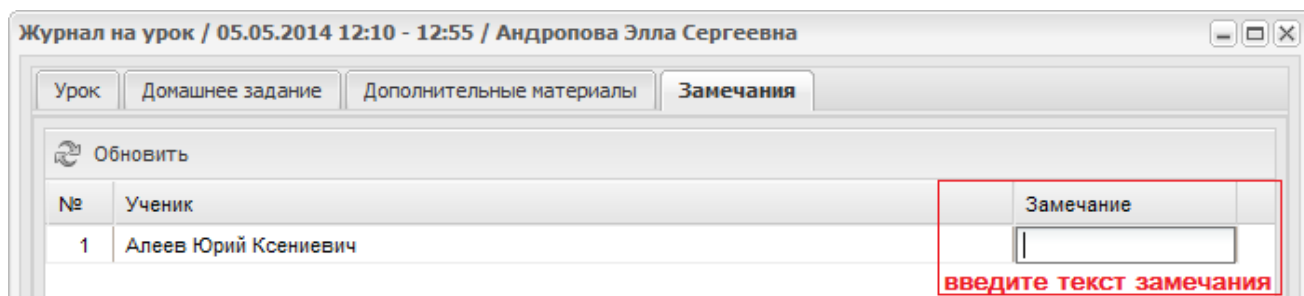 Журнал на урок / 05.05.2014 12:10 - 12:55 / Андропова Элла Сергеевна
Урок Домашнее задание Дополнительные материалы Замечания
Обновить
№ Ученик Замечание
1 Алеев Юрий Ксениевич
введите текст замечания